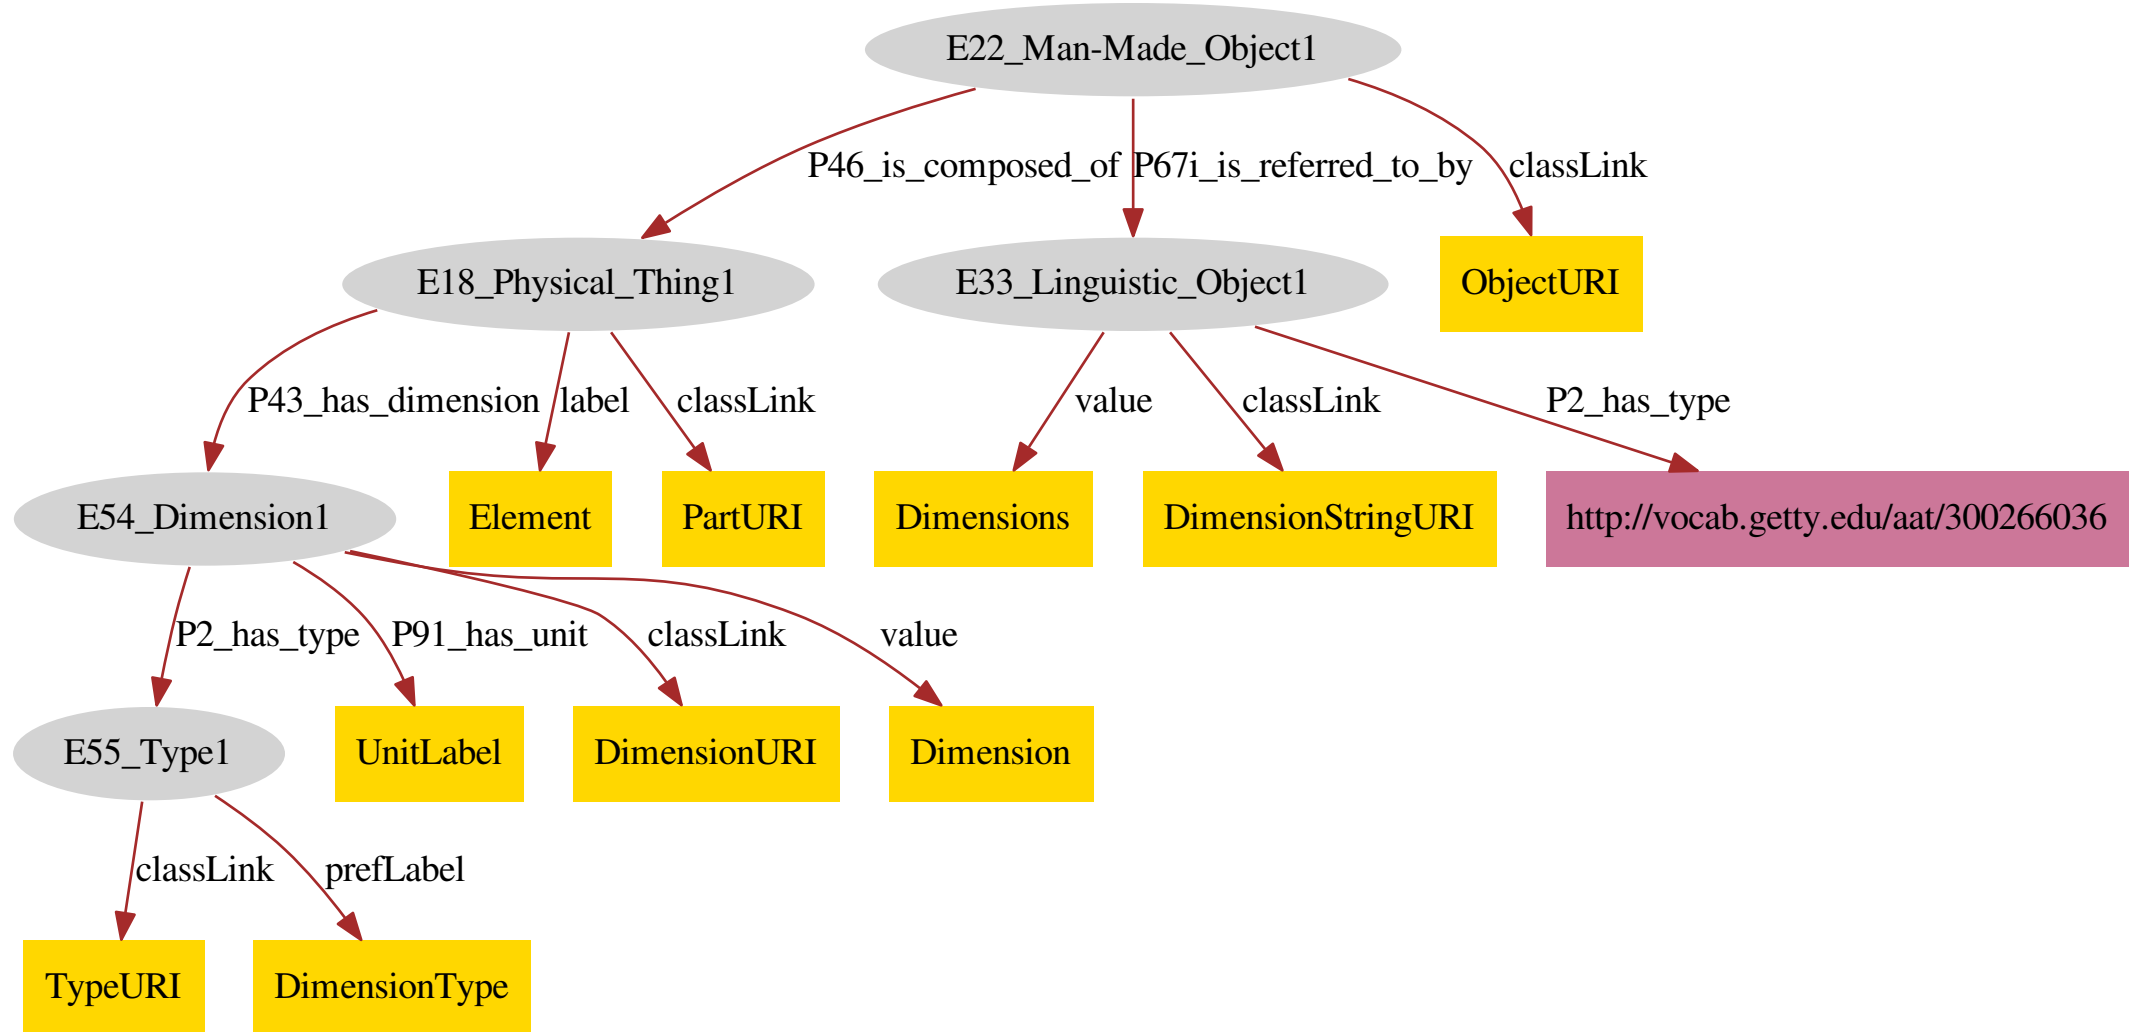 E22_Man-Made_Object1
P46_is_composed_of
P67i_is_referred_to_by
classLink
E18_Physical_Thing1
E33_Linguistic_Object1
ObjectURI
P43_has_dimension
label
classLink
value
classLink
P2_has_type
E54_Dimension1
Element
PartURI
Dimensions
DimensionStringURI
http://vocab.getty.edu/aat/300266036
P2_has_type
P91_has_unit
classLink
value
E55_Type1
UnitLabel
DimensionURI
Dimension
classLink
prefLabel
TypeURI
DimensionType